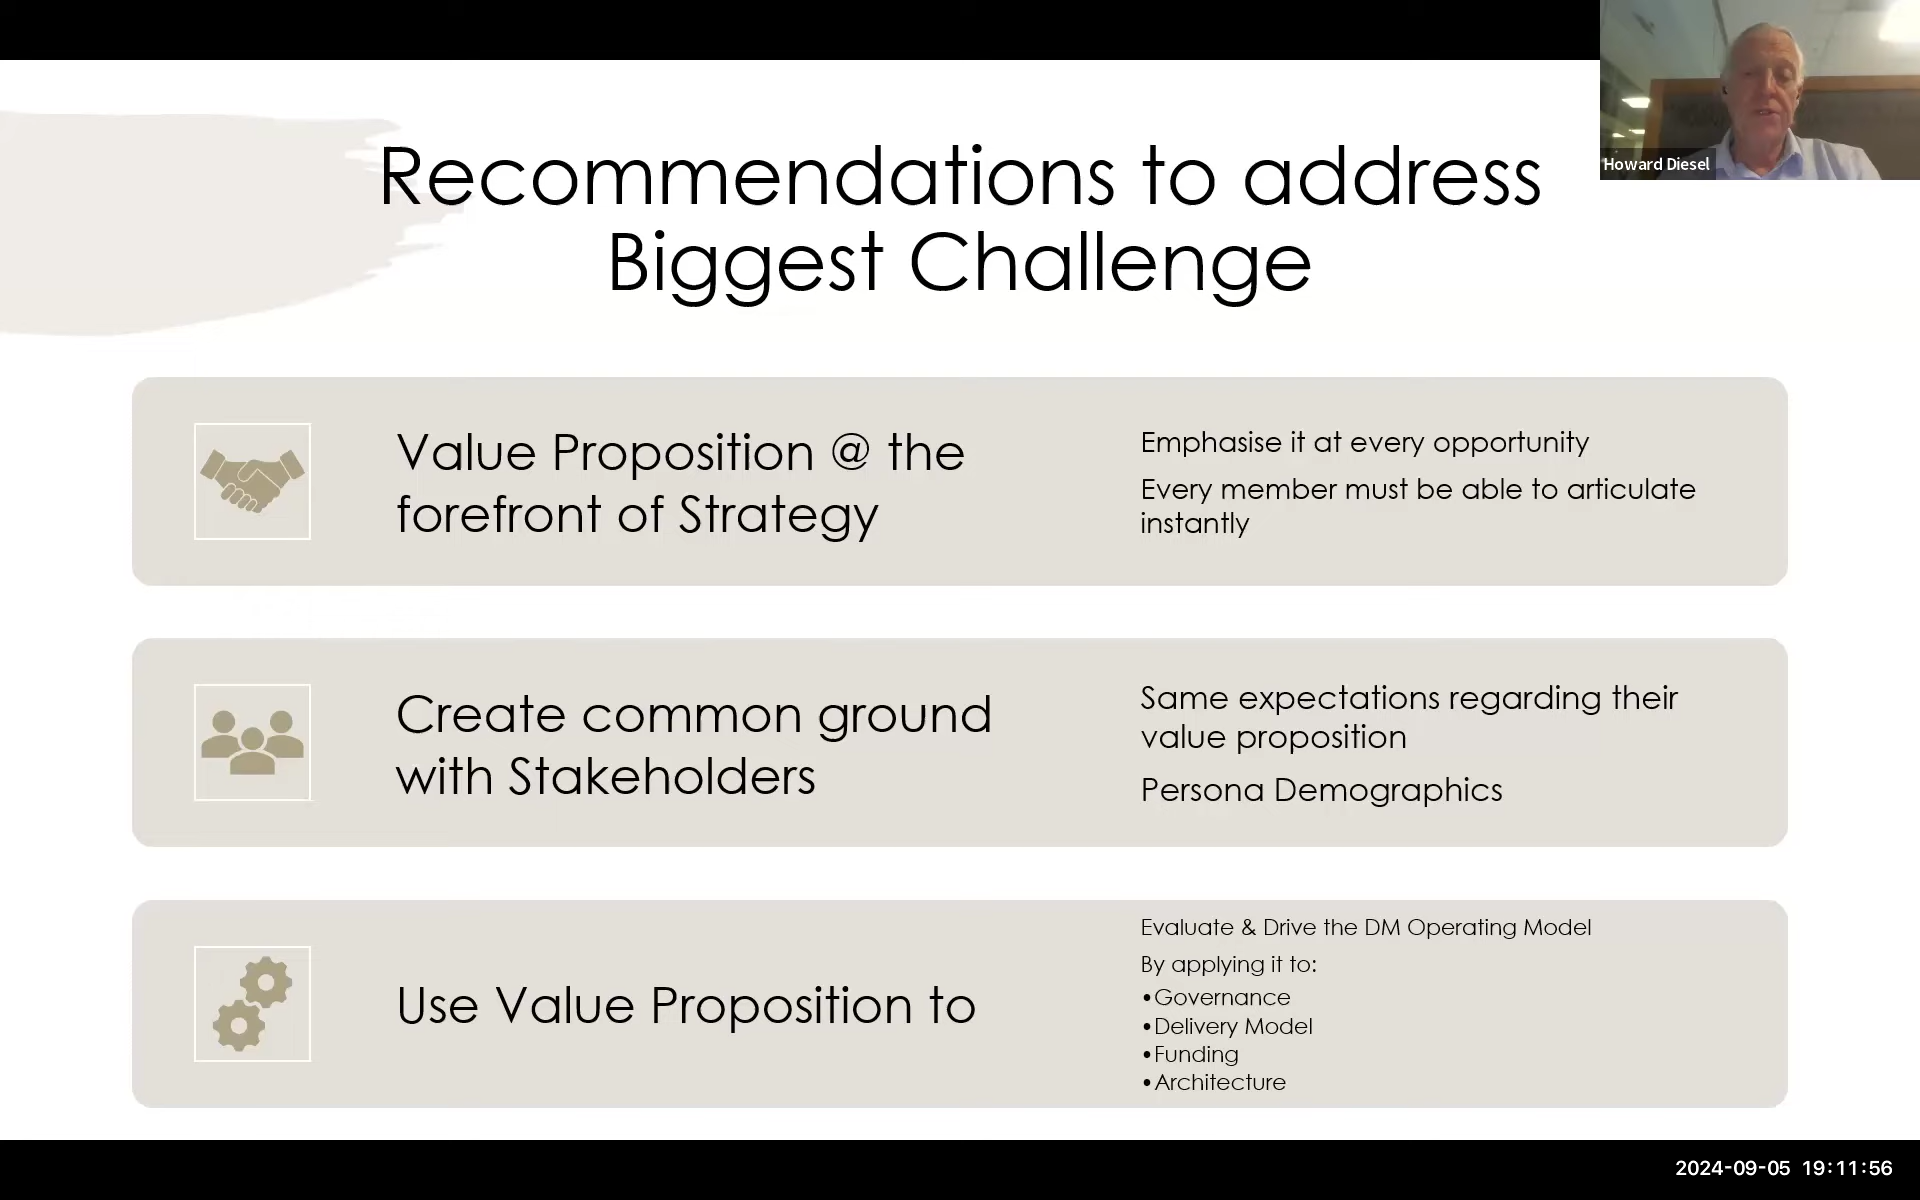 Howard Diesel
Recommendations to address
Biggest Challenge
Value Proposition @ the
forefront of Strategy
Emphasise it at every opportunity
Every member must be able to articulate
instantly
Create common ground
with Stakeholders
Same expectations regarding their
value proposition
Persona Demographics
Use Value Proposition to
Evaluate & Drive the DM Operating Model
By applying it to:
•Governance
•Delivery Model
•Funding
•Architecture
2024-09-05 19:11:56